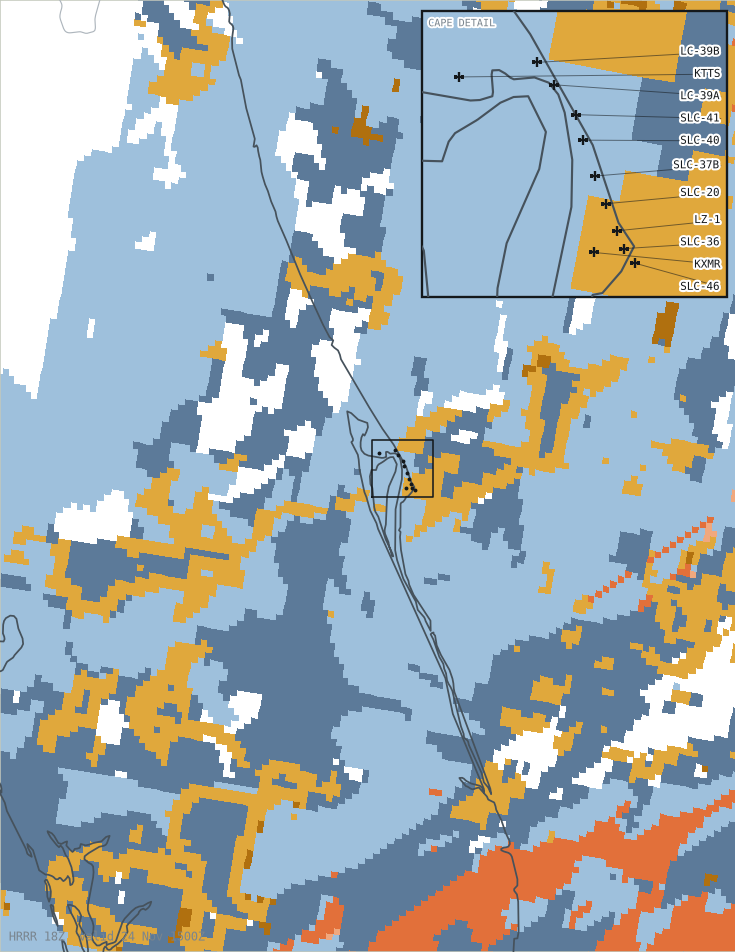 CAPE DETAIL
LC-39B
KTTS
LC-39A
SLC-41
SLC-40
SLC-37B
SLC-20
LZ-1
SLC-36
KXMR
SLC-46
HRRR 18Z